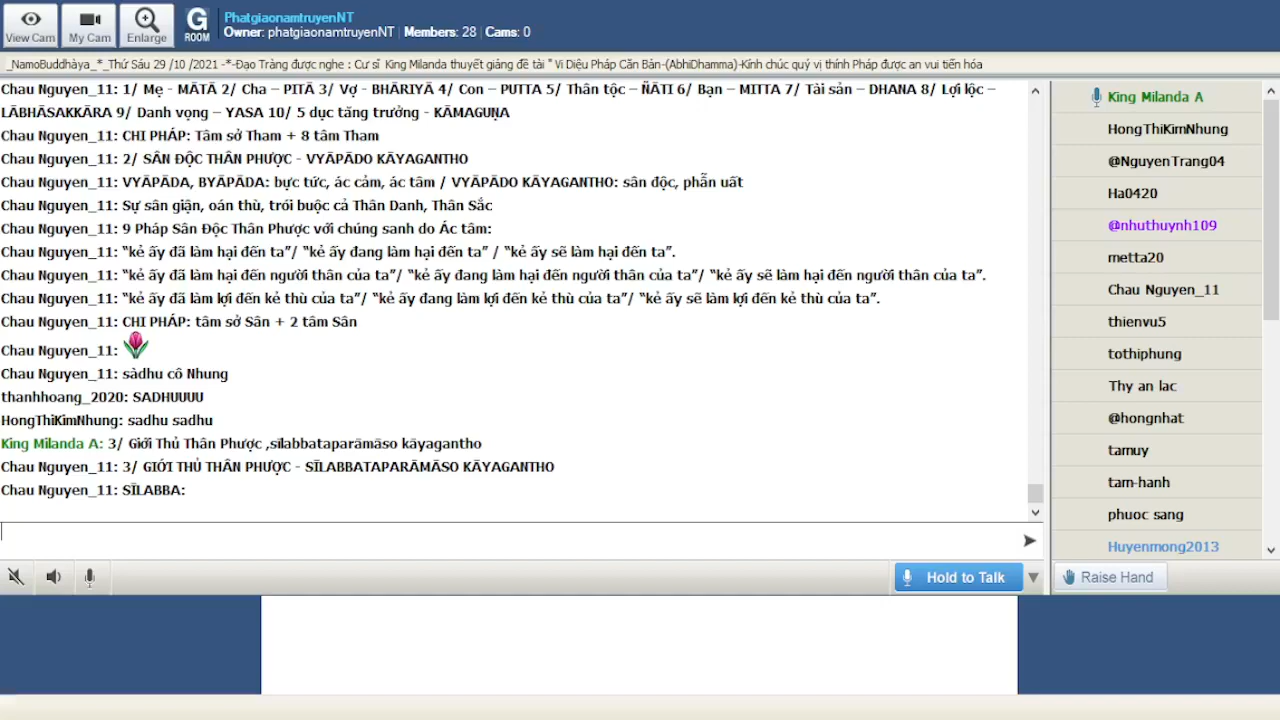 View Cam
My Cam
Enlarge
G
ROOM
PhatgiaonamtruyenNT
Owner: phatgiaonamtruyenNT | Members: 28 | Cams: 0
_NamoBuddhàya_*_Thứ Sáu 29 /10 /2021 -*-Đạo Tràng được nghe : Cư sĩ King Milanda thuyết giảng đề tài " Vi Diệu Pháp Căn Bản-(AbhiDhamma)-Kính chúc quý vị thính Pháp được an vui tiến hóa
Chau Nguyen_11: 1/ Mẹ - MĀTĀ 2/ Cha – PITĀ 3/ Vợ - BHĀRIYĀ 4/ Con – PUTTA 5/ Thân tộc – ÑĀTI 6/ Bạn – MITTA 7/ Tài sản – DHANA 8/ Lợi lộc –
LĀBHĀSAKKĀRA 9/ Danh vọng – YASA 10/ 5 dục tăng trưởng - KĀMAGUṆA
Chau Nguyen_11: CHI PHÁP: Tâm sở Tham + 8 tâm Tham
Chau Nguyen_11: 2/ SÂN ĐỘC THÂN PHƯỢC - VYĀPĀDO KĀYAGANTHO
Chau Nguyen_11: VYĀPĀDA, BYĀPĀDA: bực tức, ác cảm, ác tâm / VYĀPĀDO KĀYAGANTHO: sân độc, phẫn uất
Chau Nguyen_11: Sự sân giận, oán thù, trói buộc cả Thân Danh, Thân Sắc
Chau Nguyen_11: 9 Pháp Sân Độc Thân Phược với chúng sanh do Ác tâm:
Chau Nguyen_11: “kẻ ấy đã làm hại đến ta”/ “kẻ ấy đang làm hại đến ta” / “kẻ ấy sẽ làm hại đến ta”.
Chau Nguyen_11: “kẻ ấy đã làm hại đến người thân của ta”/ “kẻ ấy đang làm hại đến người thân của ta”/ “kẻ ấy sẽ làm hại đến người thân của ta”.
Chau Nguyen_11: “kẻ ấy đã làm lợi đến kẻ thù của ta”/ “kẻ ấy đang làm lợi đến kẻ thù của ta”/ “kẻ ấy sẽ làm lợi đến kẻ thù của ta”.
Chau Nguyen_11: CHI PHÁP: tâm sở Sân + 2 tâm Sân
Chau Nguyen_11:
Chau Nguyen_11: sàdhu cô Nhung
thanhhoang_2020: SADHUUUU
HongThiKimNhung: sadhu sadhu
King Milanda A: 3/ Giới Thủ Thân Phược ,sīlabbataparāmāso kāyagantho
Chau Nguyen_11: 3/ GIỚI THỦ THÂN PHƯỢC - SĪLABBATAPARĀMĀSO KĀYAGANTHO
Chau Nguyen_11: SĪLABBA:
Hold to Talk
King Milanda A
HongThiKimNhung
@NguyenTrang04
Ha0420
@nhuthuynh109
metta20
Chau Nguyen_11
thienvu5
tothiphung
Thy an lac
@hongnhat
tamuy
tam-hanh
phuoc sang
Huyenmong2013
Raise Hand